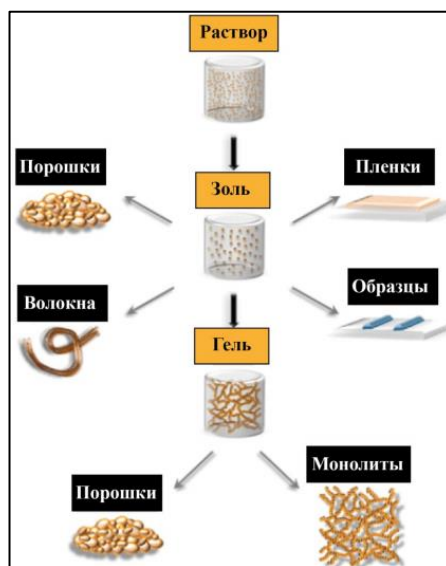 Раствор
Порошки
Золь
Пленки
Волокна
Образцы
Гель
Порошки
Монолиты